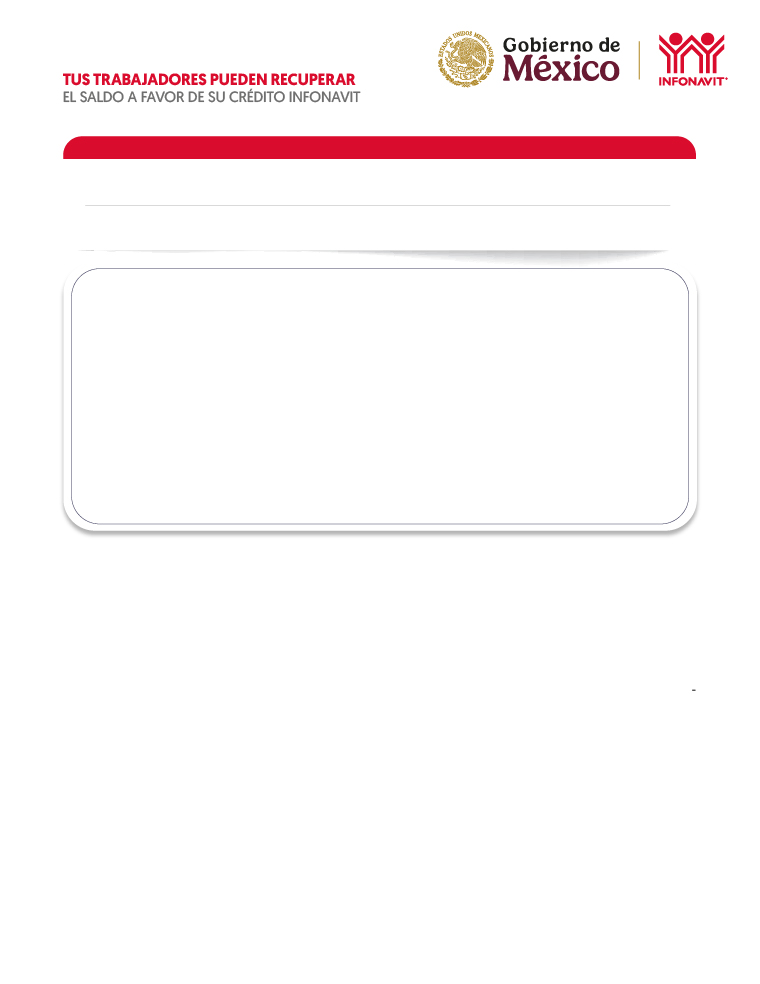 ESTADOS UNIDOS MEXICANOS
Gobierno de
México
INFONAVIT
TUS TRABAJADORES PUEDEN RECUPERAR
EL SALDO A FAVOR DE SU CRÉDITO INFONAVIT
-